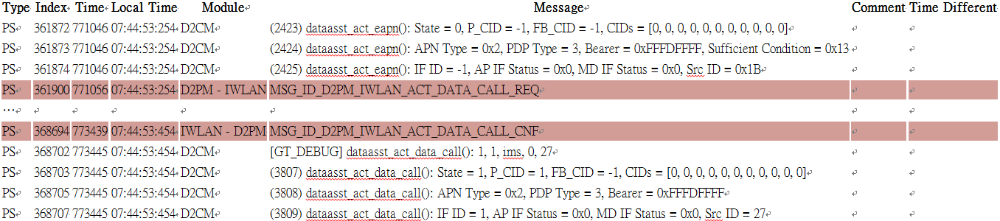 Type Index Time Local Time Module Message Comment Time Different
PS 361872 771046 07:44:53:254 D2CM (2423) dataasst_act_eapn(): State = 0, P_CID = -1, FB_CID = -1, CIDs = [0, 0, 0, 0, 0, 0, 0, 0, 0, 0, 0]
PS 361873 771046 07:44:53:254 D2CM (2424) dataasst_act_eapn(): APN Type = 0x2, PDP Type = 3, Bearer = 0xFFFDFFFF, Sufficient Condition = 0x13
PS 361874 771046 07:44:53:254 D2CM (2425) dataasst_act_eapn(): IF ID = -1, AP IF Status = 0x0, MD IF Status = 0x0, Src ID = 0x1B
PS 361900 771056 07:44:53:254 D2PM - IWLAN MSG_ID_D2PM_IWLAN_ACT_DATA_CALL_REQ
…
PS 368694 773439 07:44:53:454 IWLAN - D2PM MSG_ID_D2PM_IWLAN_ACT_DATA_CALL_CNF
PS 368702 773445 07:44:53:454 D2CM [GT_DEBUG] dataasst_act_data_call(): 1, 1, ims, 0, 27
PS 368703 773445 07:44:53:454 D2CM (3807) dataasst_act_data_call(): State = 1, P_CID = 1, FB_CID = -1, CIDs = [0, 0, 0, 0, 0, 0, 0, 0, 0, 0, 0]
PS 368705 773445 07:44:53:454 D2CM (3808) dataasst_act_data_call(): APN Type = 0x2, PDP Type = 3, Bearer = 0xFFFDFFFF
PS 368707 773445 07:44:53:454 D2CM (3809) dataasst_act_data_call(): IF ID = 1, AP IF Status = 0x0, MD IF Status = 0x0, Src ID = 27